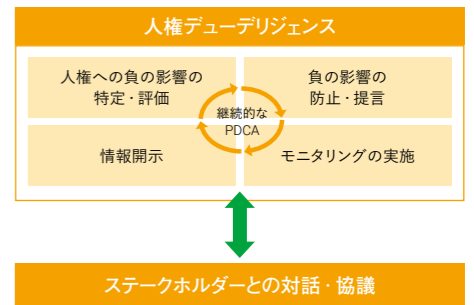 人権デューデリジェンス
人権への負の影響の
特定・評価
負の影響の
防止・提言
継続的な
PDCA
情報開示
モニタリングの実施
ステークホルダーとの対話・協議